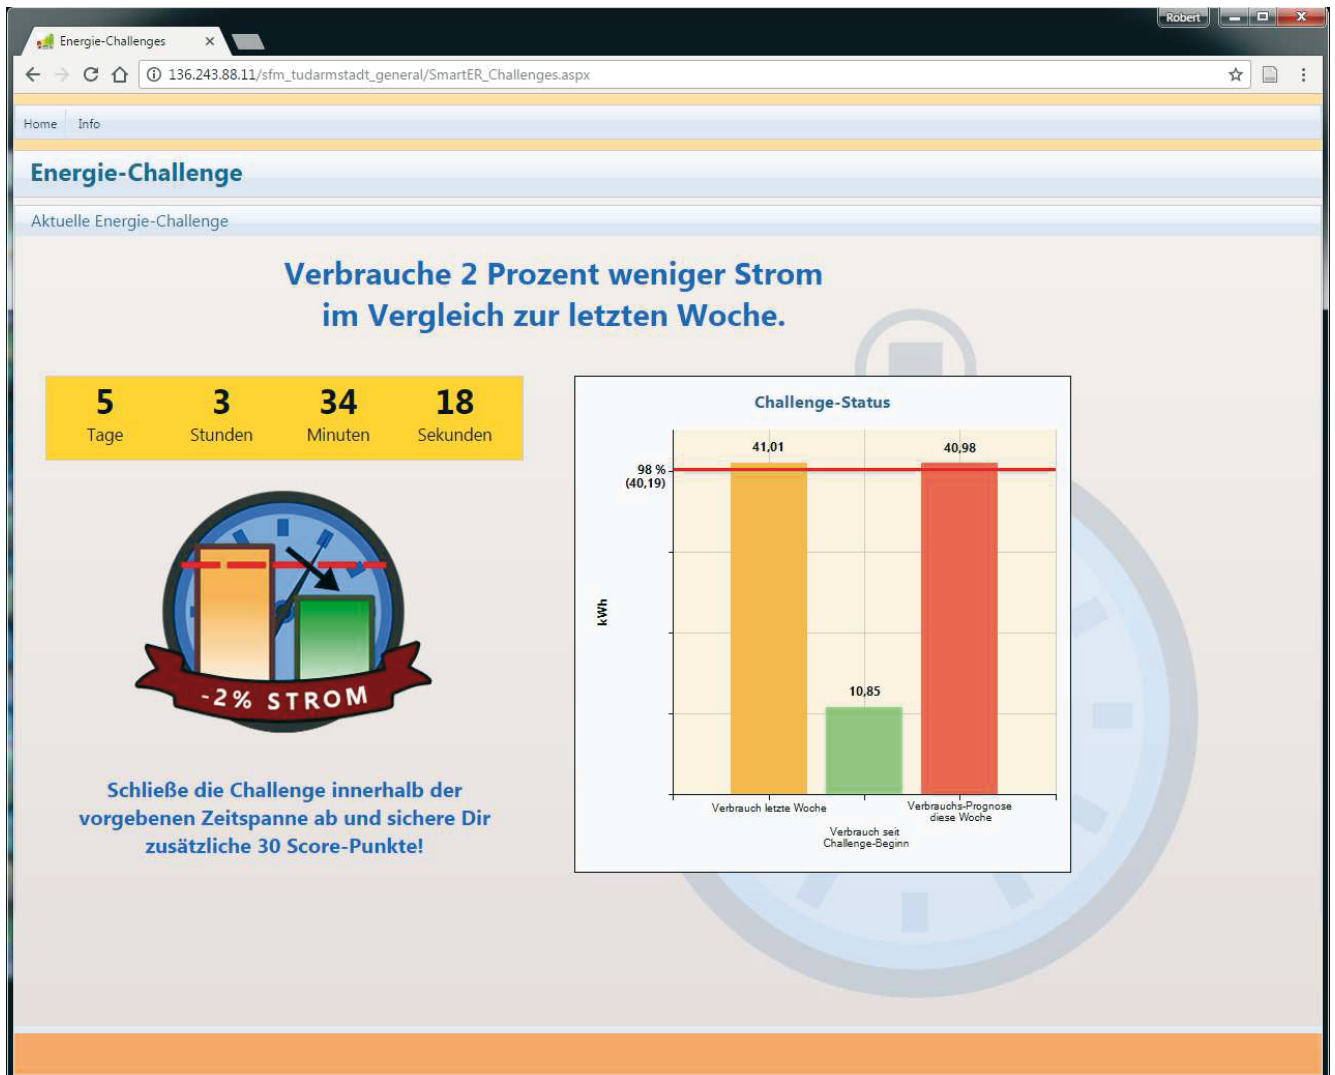 Robert
Energie-Challenges
136.243.88.11/sfm_tudarmstadt_general/SmartER_Challenges.aspx
Home Info
Energie-Challenge
Aktuelle Energie-Challenge
Verbrauche 2 Prozent weniger Strom
im Vergleich zur letzten Woche.
5 3 34 18
Tage Stunden Minuten Sekunden
-2% STROM
Schließe die Challenge innerhalb der
vorgebenen Zeitspanne ab und sichere Dir
zusätzliche 30 Score-Punkte!
Challenge-Status
41,01 40,98
98 %
(40,19)
kWh
10,85
Verbrauch letzte Woche
Verbrauch seit
Challenge-Beginn
Verbrauchs-Prognose
diese Woche